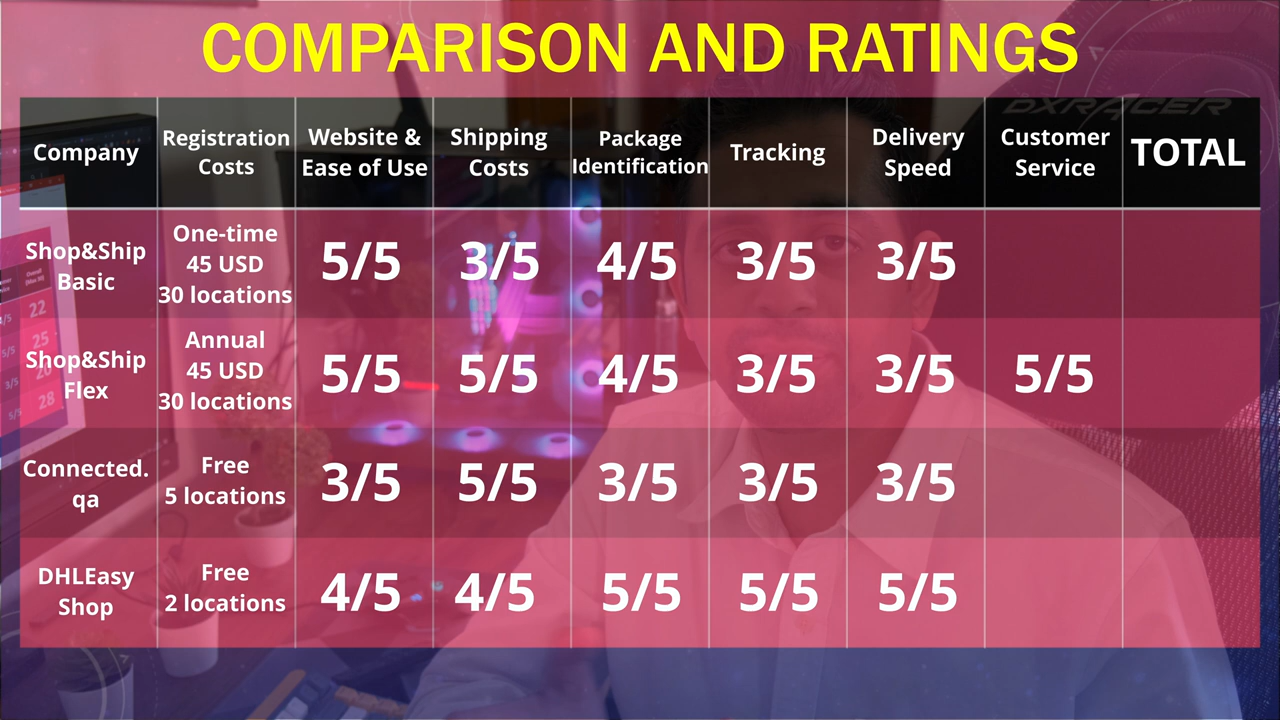 COMPARISON AND RATINGS
DXRACER
Company
Registration
Costs
Website &
Ease of Use
Shipping
Costs
Package
Identification
Tracking
Delivery
Speed
Customer
Service
TOTAL
Shop&Ship
Basic
One-time
45 USD
30 locations
5/5
3/5
4/5
3/5
3/5
Shop&Ship
Flex
Annual
45 USD
30 locations
5/5
5/5
4/5
3/5
3/5
5/5
Connected.
qa
Free
5 locations
3/5
5/5
3/5
3/5
3/5
DHLEasy
Shop
Free
2 locations
4/5
4/5
5/5
5/5
5/5
22
25
28